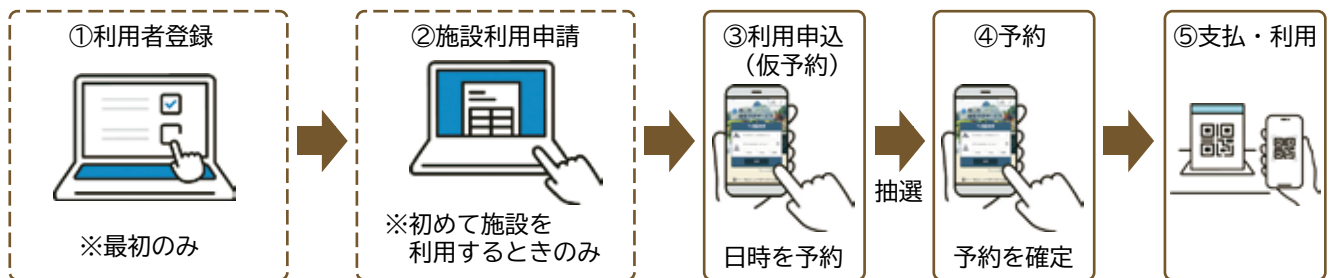 ①利用者登録
※最初のみ
②施設利用申請
※初めて施設を
利用するときのみ
③利用申込
（仮予約）
日時を予約
抽選
④予約
予約を確定
⑤支払・利用